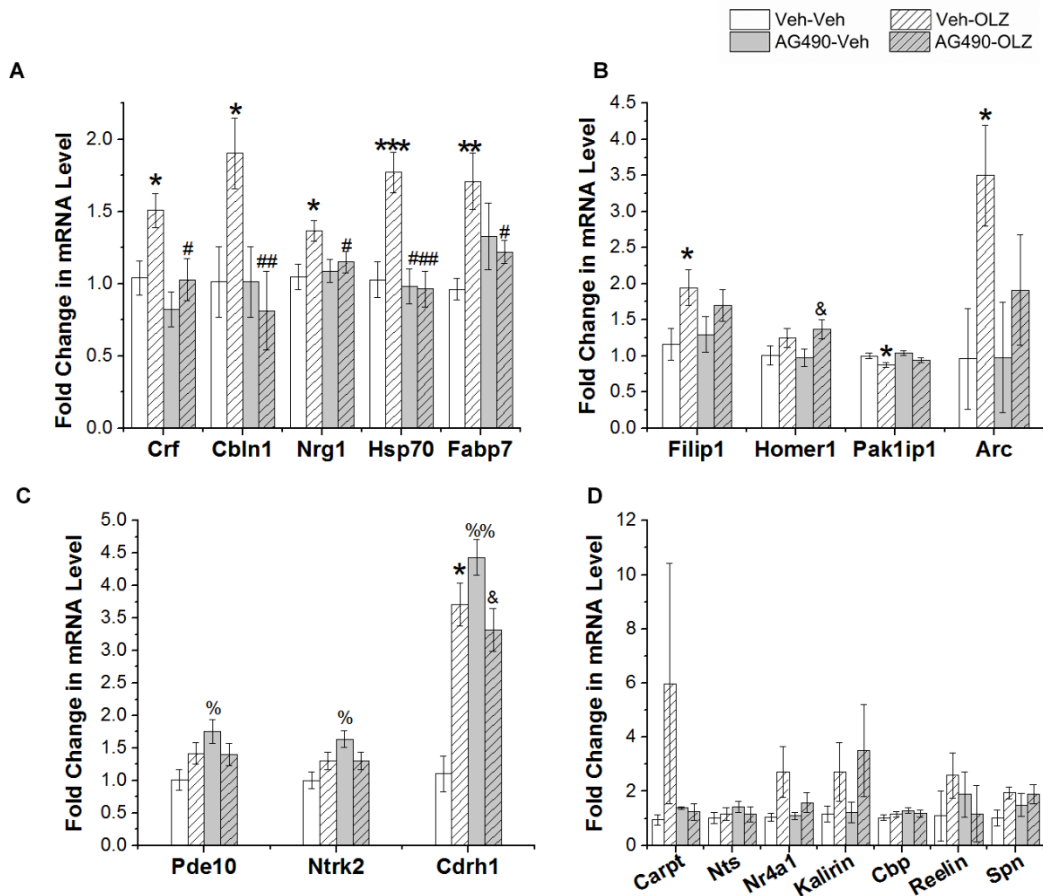 Veh-Veh Veh-OLZ
AG490-Veh AG490-OLZ
A
Fold Change in mRNA Level
2.0
1.5
1.0
0.5
0.0
* * * *** **
# ## # ### #
Crf Cbln1 Nrg1 Hsp70 Fabp7
B
Fold Change in mRNA Level
4.5
4.0
3.5
3.0
2.5
2.0
1.5
1.0
0.5
0.0
* & * *
Filip1 Homer1 Pak1ip1 Arc
C
Fold Change in mRNA Level
5.0
4.5
4.0
3.5
3.0
2.5
2.0
1.5
1.0
0.5
0.0
% % * %% &
Pde10 Ntrk2 Cdrh1
D
Fold Change in mRNA Level
12
10
8
6
4
2
0
Carpt Nts Nr4a1 Kalirin Cbp Reelin Spn